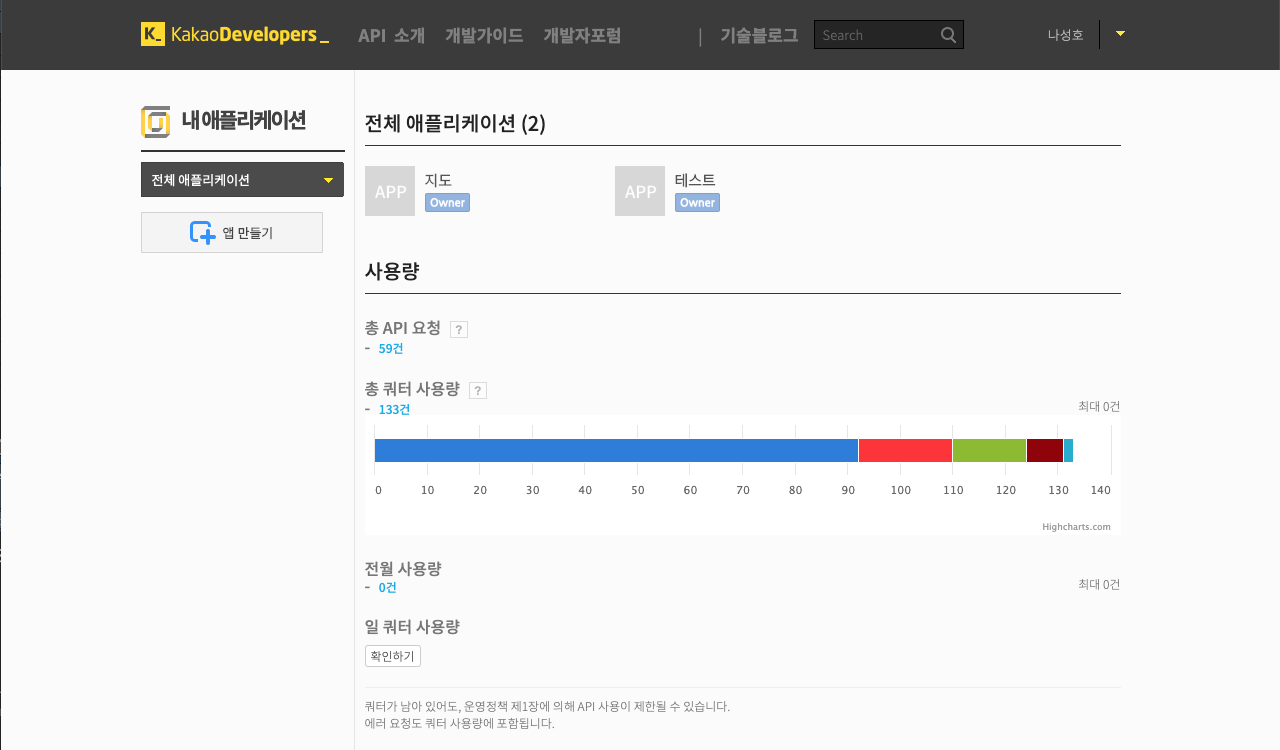 K_ KakaoDevelopers_ API 소개 개발가이드 개발자포럼 | 기술블로그 Search 나성호
내 애플리케이션
전체 애플리케이션
앱 만들기
전체 애플리케이션 (2)
APP 지도 Owner
APP 테스트 Owner
사용량
총 API 요청 ?
- 59건
총 쿼터 사용량 ?
- 133건 최대 0건
0 10 20 30 40 50 60 70 80 90 100 110 120 130 140
Highcharts.com
전월 사용량
- 0건 최대 0건
일 쿼터 사용량
확인하기
쿼터가 남아 있어도, 운영정책 제1장에 의해 API 사용이 제한될 수 있습니다.
에러 요청도 쿼터 사용량에 포함됩니다.